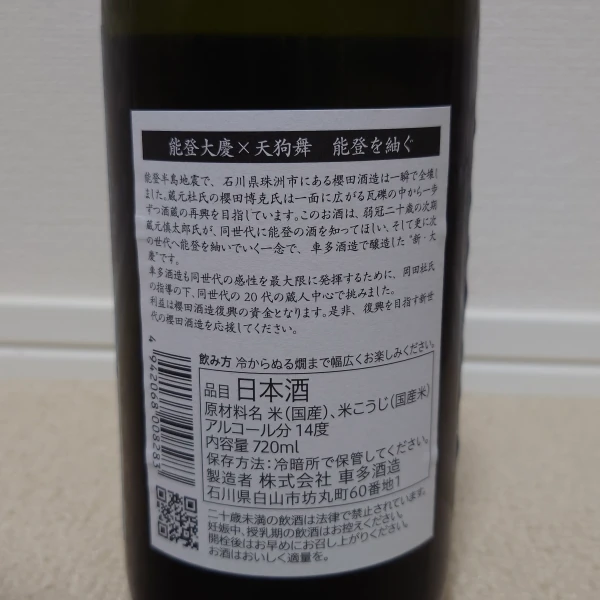 能登大慶×天狗舞　能登を紬ぐ
能登半島地震で、石川県珠洲市にある櫻田酒造は一瞬で全壊し
ました。蔵元杜氏の櫻田博克氏は一面に広がる瓦礫の中から一歩
ずつ酒蔵の再興を目指しています。このお酒は、弱冠二十歳の次期
蔵元慎太郎氏が、同世代に能登の酒を知ってほしい、そして更に次
の世代へ能登を紬いでいく一念で、車多酒造で醸造した"新・大
慶"です。
車多酒造も同世代の感性を最大限に発揮するために、岡田杜氏
の指導の下、同世代の20代の蔵人中心で挑みました。
利益は櫻田酒造復興の資金となります。是非、復興を目指す新世
代の櫻田酒造を応援してください。
飲み方 冷からぬる燗まで幅広くお楽しみください。
品目 日本酒
原材料名 米(国産)、米こうじ(国産米)
アルコール分 14度
内容量 720ml
保存方法:冷暗所で保管してください。
製造者 株式会社 車多酒造
石川県白山市坊丸町60番地1
4942068008283
二十歳未満の飲酒は法律で禁止されています。
妊娠中、授乳期の飲酒はお控えください。
開栓後はお早めにお召し上がりください。
お酒はおいしく適量を。